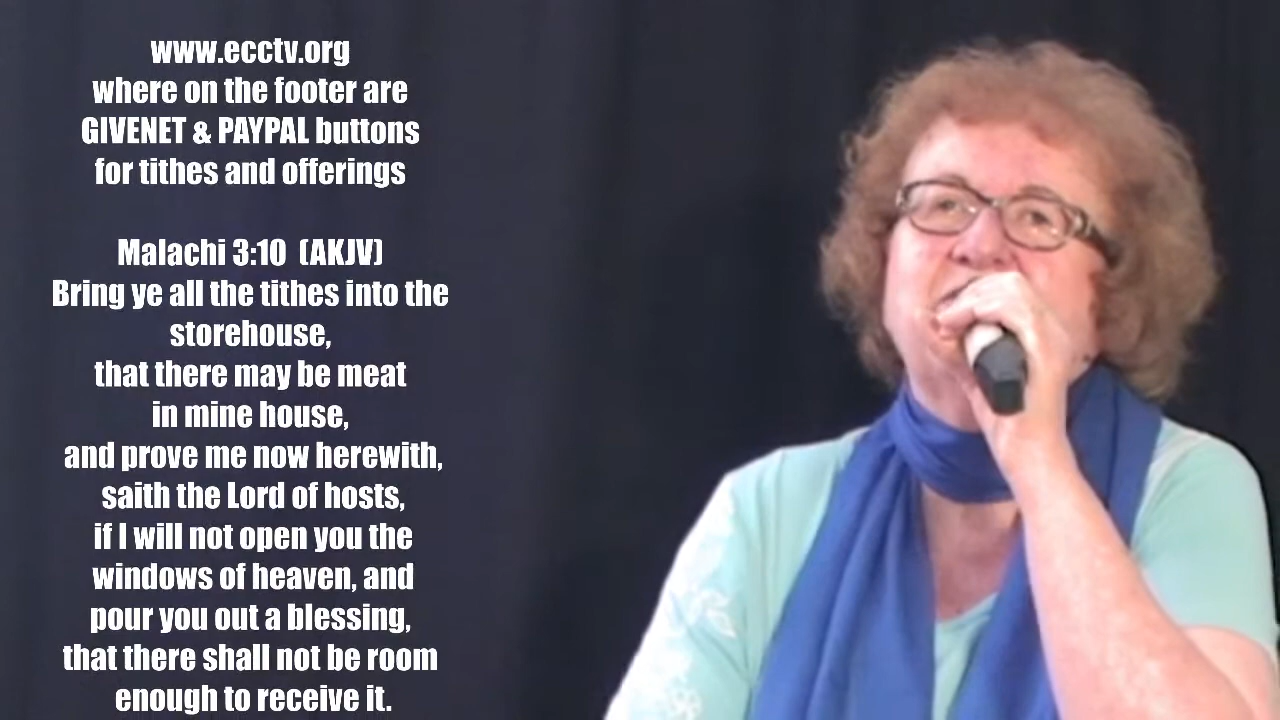 www.ecctv.org
where on the footer are
GIVENET & PAYPAL buttons
for tithes and offerings
Malachi 3:10 (AKJV)
Bring ye all the tithes into the
storehouse,
that there may be meat
in mine house,
and prove me now herewith,
saith the Lord of hosts,
if I will not open you the
windows of heaven, and
pour you out a blessing,
that there shall not be room
enough to receive it.